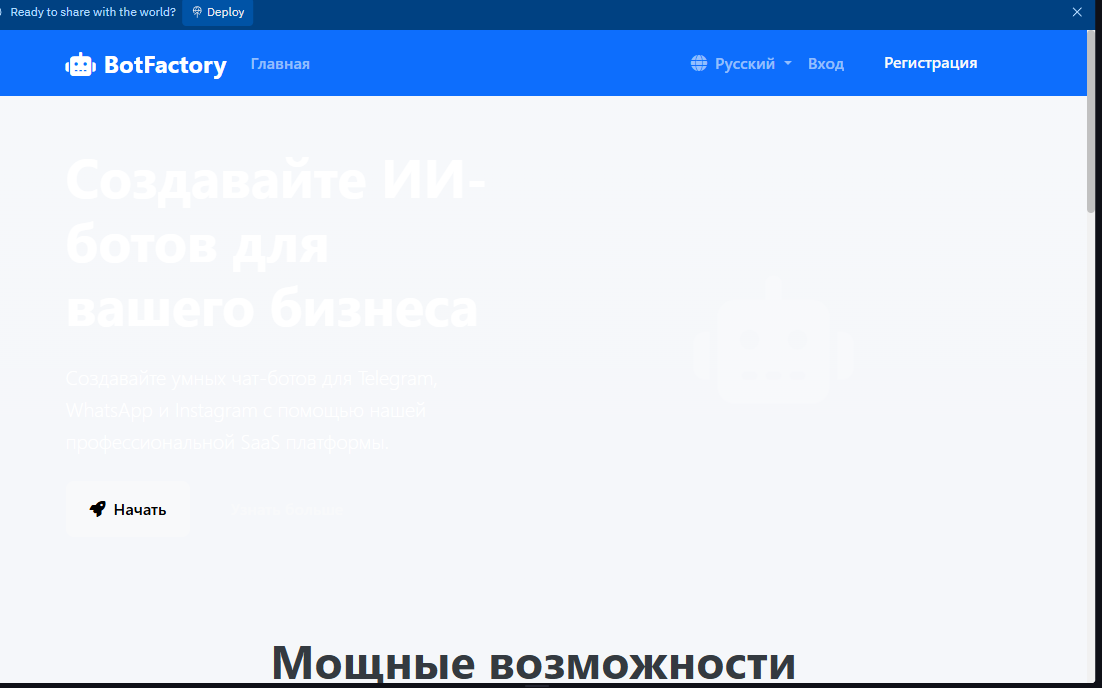 Ready to share with the world? Deploy
BotFactory Главная Русский Вход Регистрация
Создавайте ИИ-
ботов для
вашего бизнеса
Создавайте умных чат-ботов для Telegram,
WhatsApp и Instagram с помощью нашей
профессиональной SaaS платформы
Начать
Мощные возможности